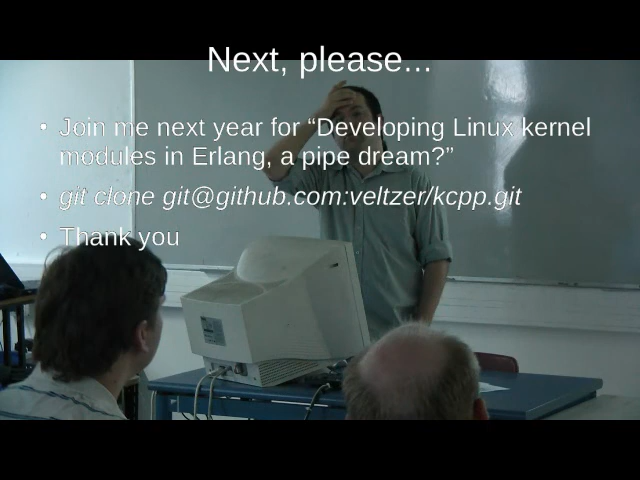 Next, please...
• Join me next year for “Developing Linux kernel
modules in Erlang, a pipe dream?”
• git clone git@github.com:veltzer/kcpp.git
• Thank you